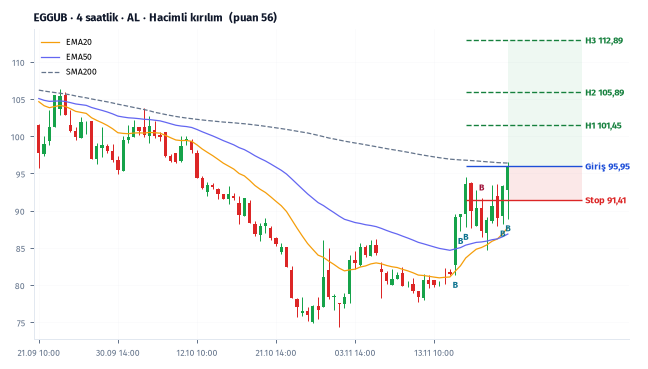 EGGUB · 4 saatlik · AL · Hacimli kırılım (puan 56)
EMA20
EMA50
SMA200
H3 112,89
H2 105,89
H1 101,45
Giriş 95,95
Stop 91,41
110
105
100
95
90
85
80
75
B
B
B
B
B
B
21.09 10:00
30.09 14:00
12.10 10:00
21.10 14:00
03.11 14:00
13.11 10:00